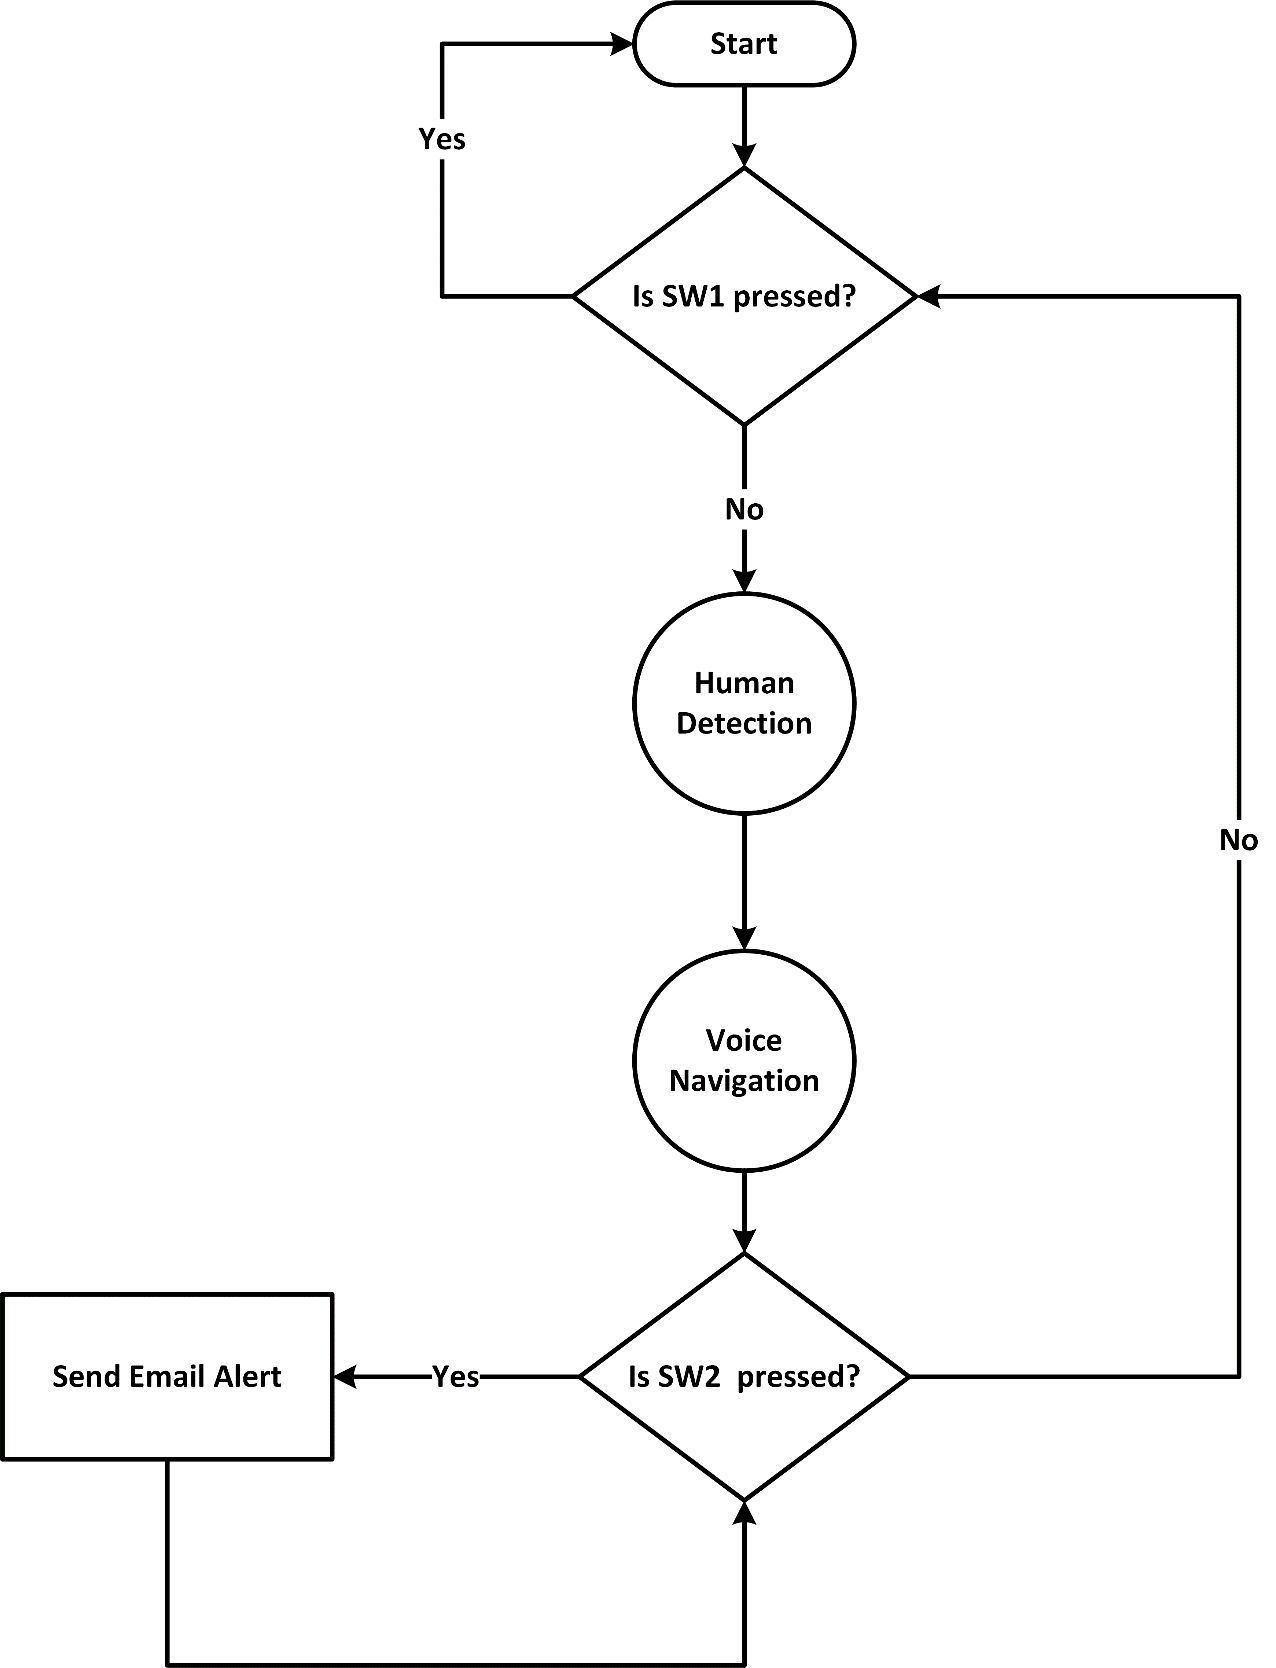 Start
Yes
Is SW1 pressed?
No
Human
Detection
No
Voice
Navigation
Send Email Alert
Yes
Is SW2  pressed?